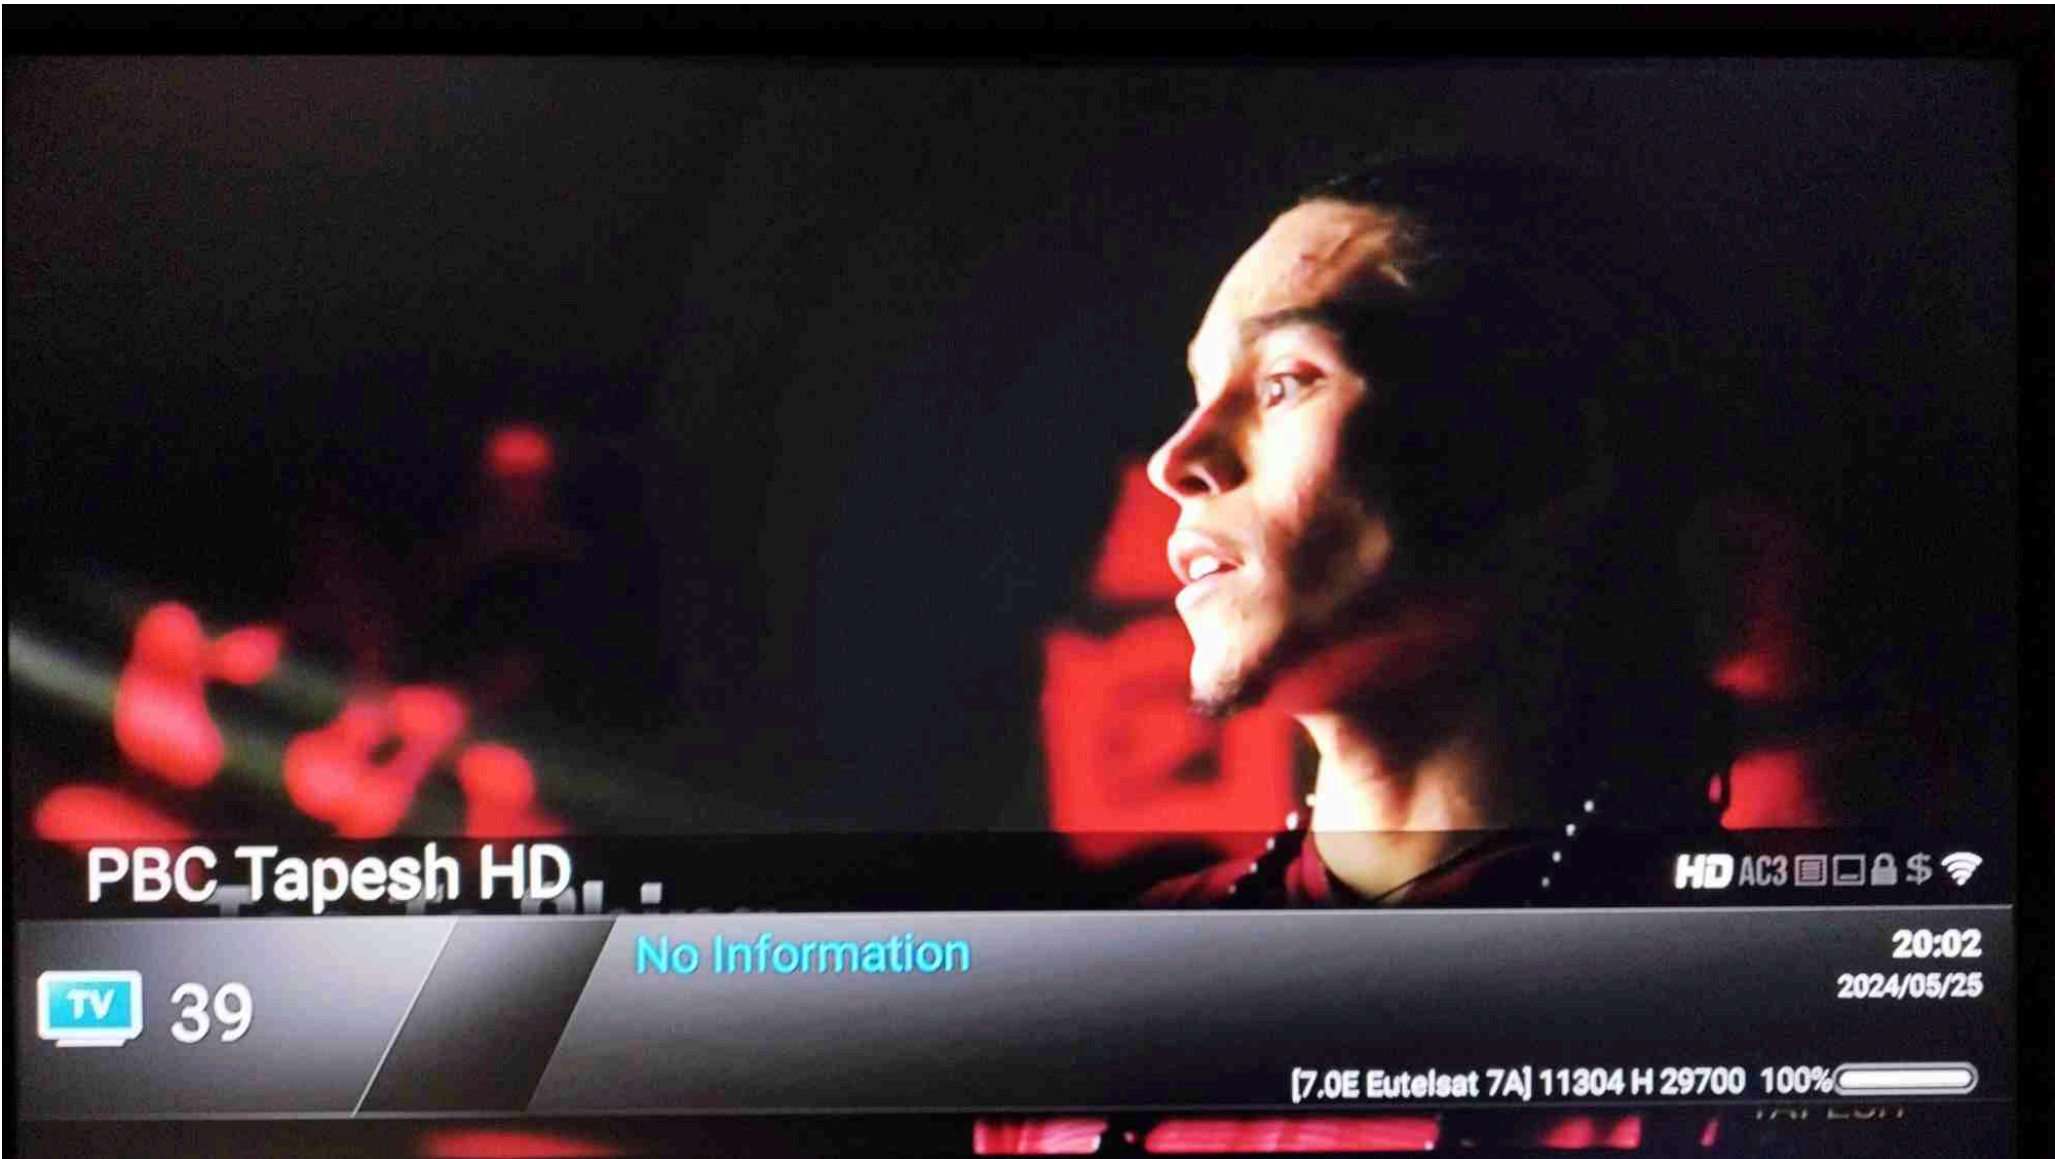 PBC Tapesh HD
HD AC3 $
No Information
20:02
TV 39
2024/05/25
[7.0E Eutelsat 7A] 11304 H 29700 100%
TAPESH